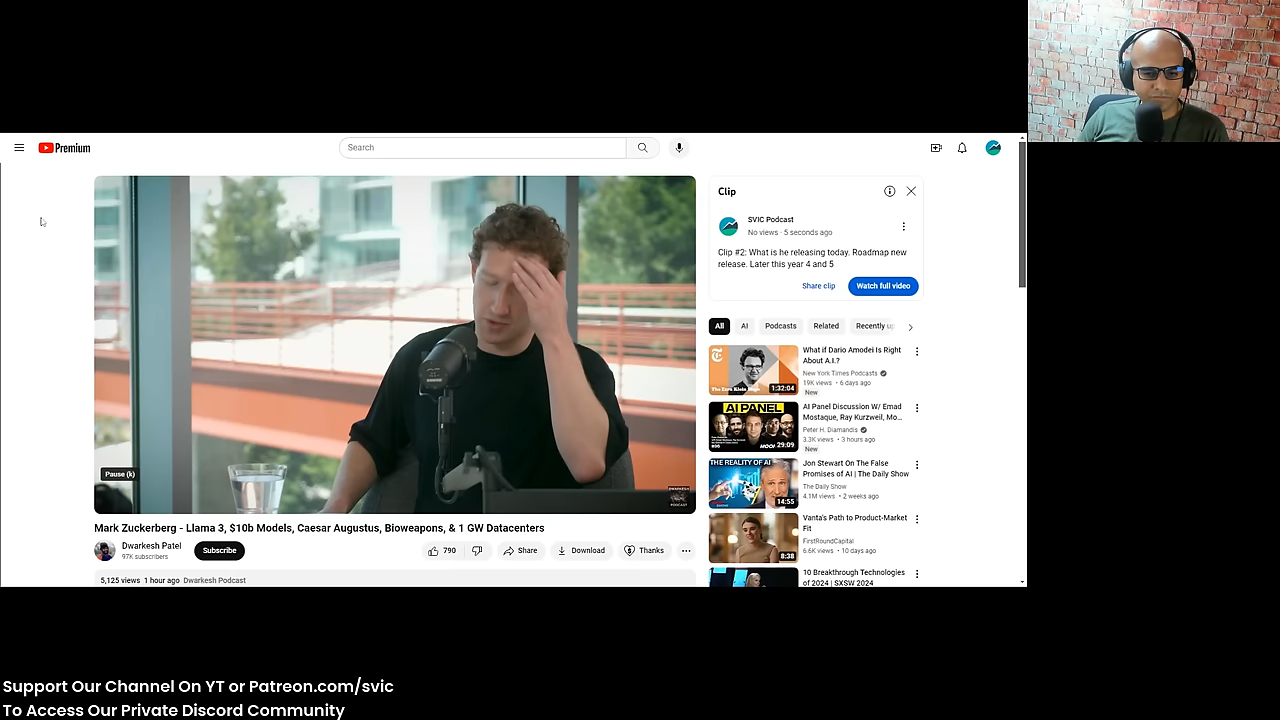 Premium
Search
Clip
SVIC Podcast
No views · 5 seconds ago
Clip #2: What is he releasing today. Roadmap new
release. Later this year 4 and 5
Share clip
Watch full video
All
AI
Podcasts
Related
Recently u
What if Dario Amodei Is Right
About A.I.?
New York Times Podcasts
19K views • 6 days ago
New
1:32:04
AI PANEL
AI Panel Discussion W/ Emad
Mostaque, Ray Kurzweil, Mo...
Peter H. Diamandis
3.3K views • 3 hours ago
New
29:09
THE REALITY OF AI
Jon Stewart On The False
Promises of AI | The Daily Show
The Daily Show
4.1M views • 2 weeks ago
14:55
Vanta's Path to Product-Market
Fit
FirstRoundCapital
6.6K views • 10 days ago
8:38
10 Breakthrough Technologies
of 2024 | SXSW 2024
Pause (k)
DWARKESH
PODCAST
Mark Zuckerberg - Llama 3, $10b Models, Caesar Augustus, Bioweapons, & 1 GW Datacenters
Dwarkesh Patel
97K subscribers
Subscribe
790
Share
Download
Thanks
5,125 views 1 hour ago Dwarkesh Podcast
Support Our Channel On YT or Patreon.com/svic
To Access Our Private Discord Community